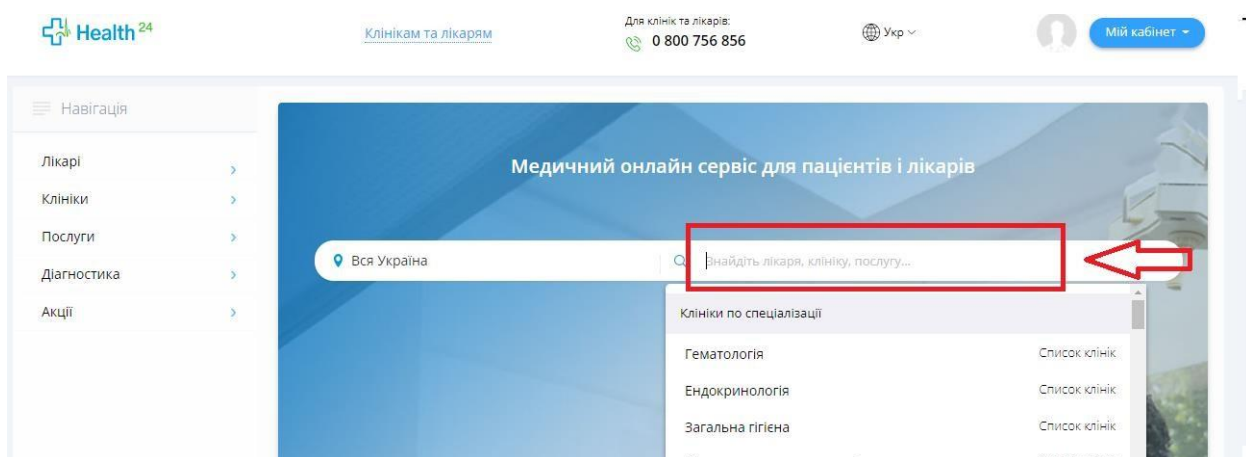 Health 24
Клінікам та лікарям
Для клінік та лікарів:
0 800 756 856
Укр
Мій кабінет
Навігація
Лікарі
Клініки
Послуги
Діагностика
Акції
Медичний онлайн сервіс для пацієнтів і лікарів
Вся Україна
Знайдіть лікаря, клініку, послугу...
Клініки по спеціалізації
Гематологія Список клінік
Ендокринологія Список клінік
Загальна гігієна Список клінік